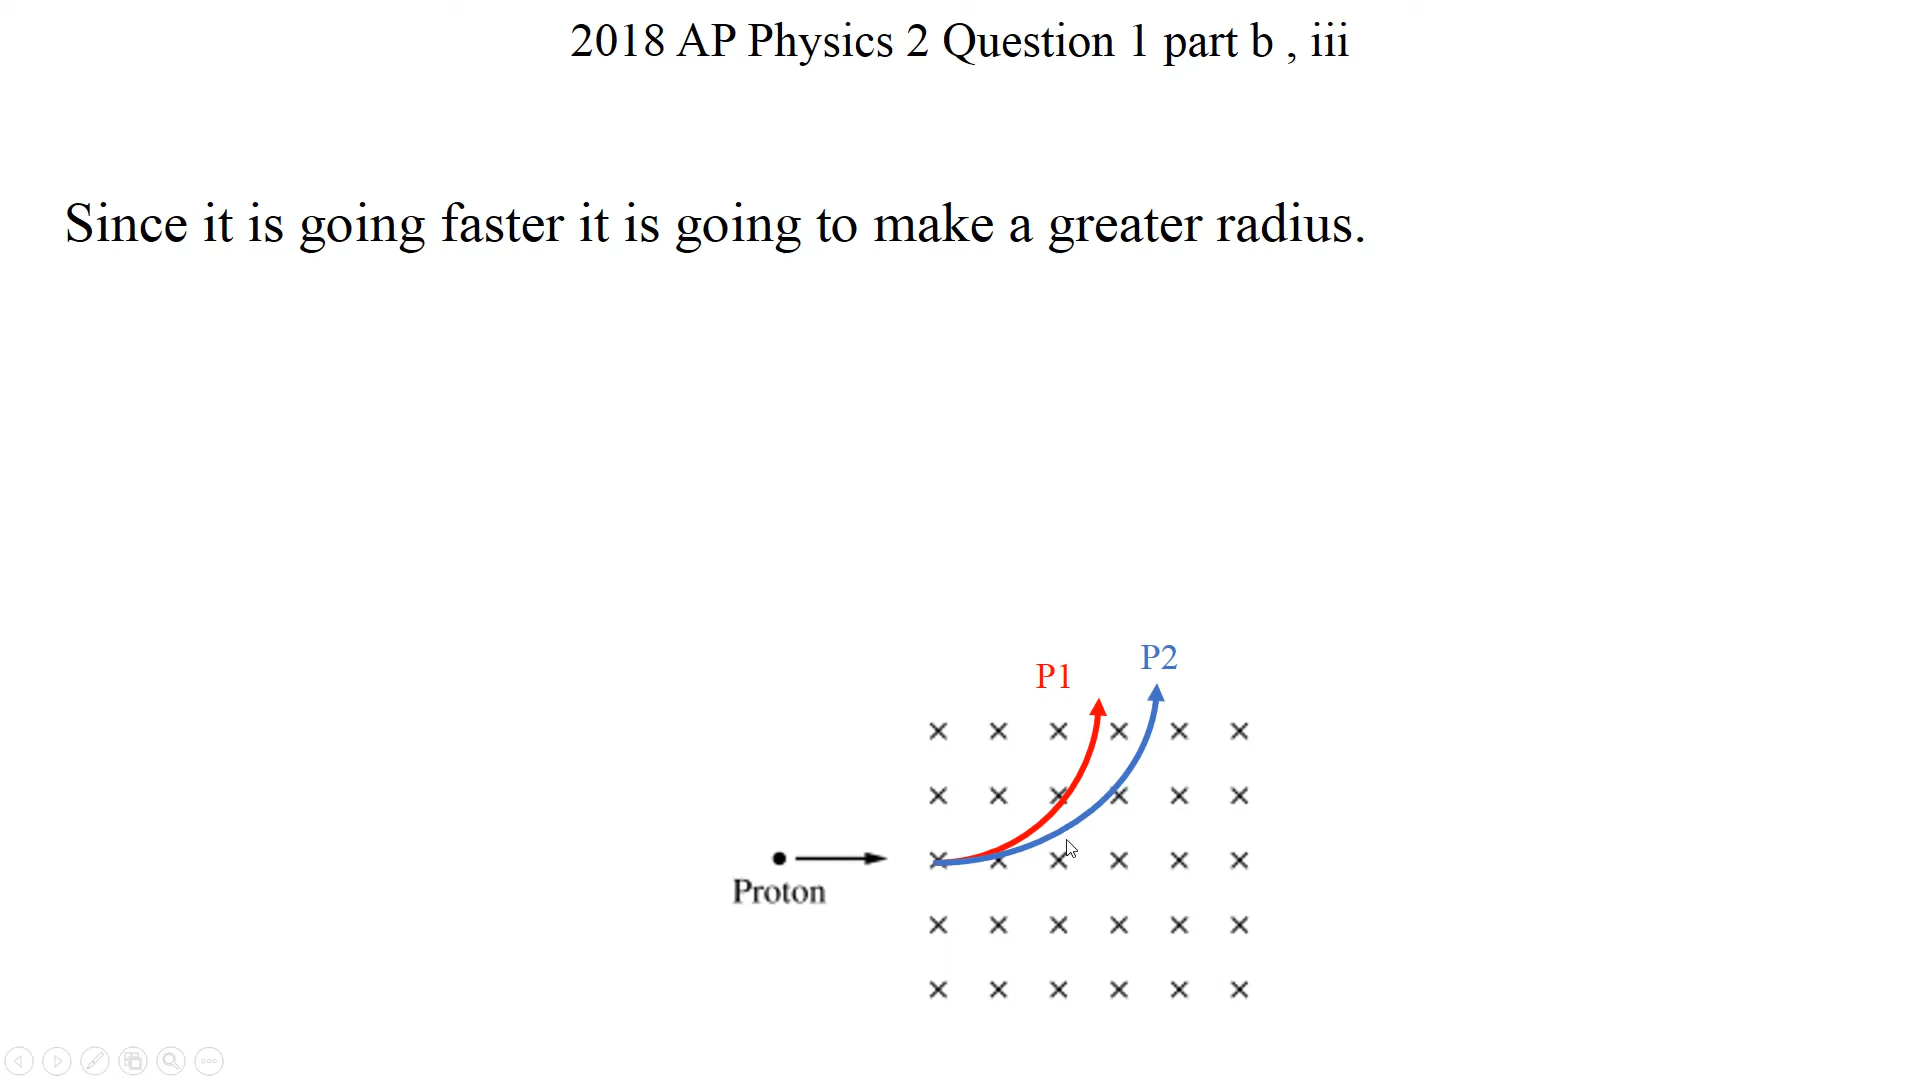 2018 AP Physics 2 Question 1 part b , iii
Since it is going faster it is going to make a greater radius.
P2
P1
Proton